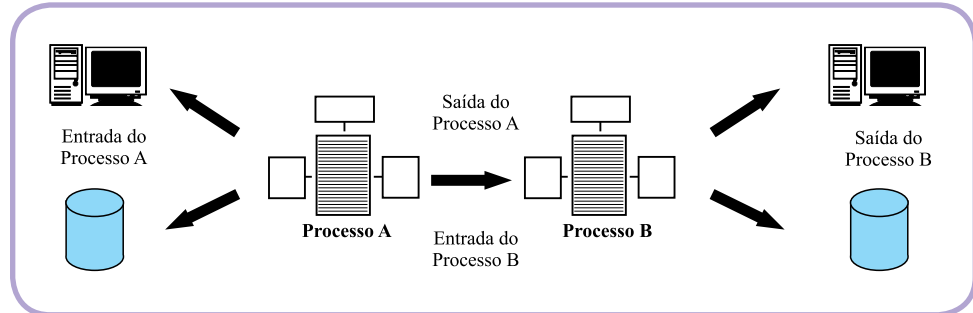 Entrada do
Processo A
Processo A
Saída do
Processo A
Entrada do
Processo B
Processo B
Saída do
Processo B